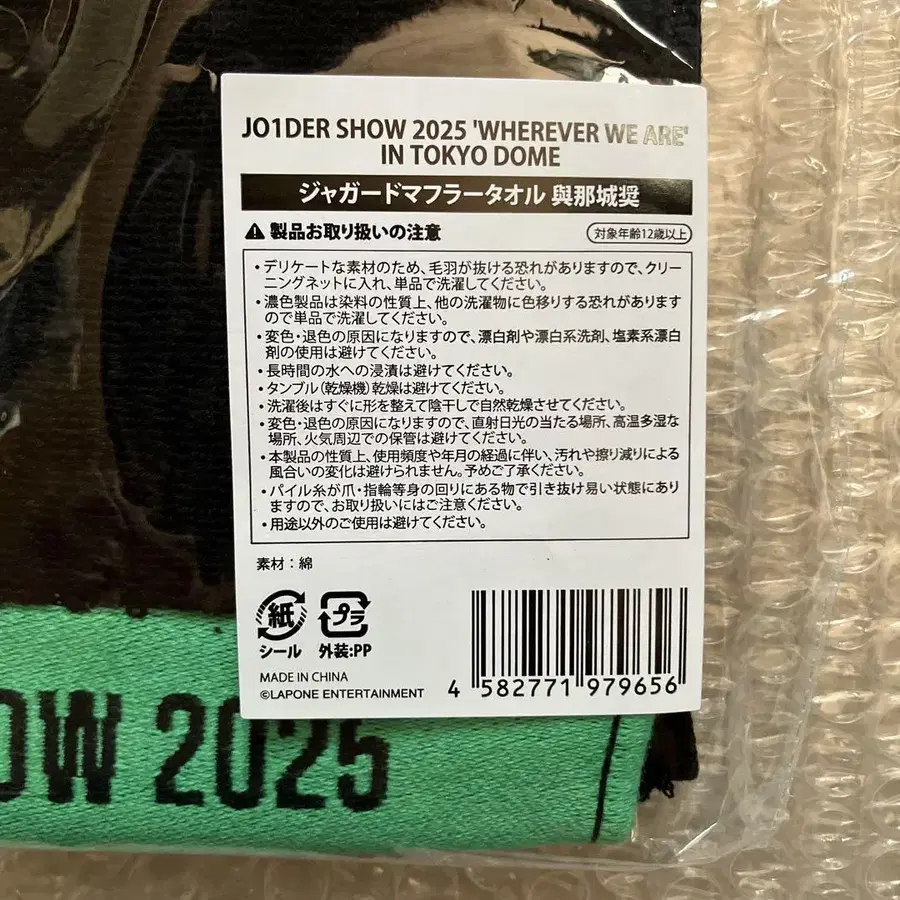 JO1DER SHOW 2025 'WHEREVER WE ARE'
IN TOKYO DOME
ジャガードマフラータオル 與那城奨
製品お取り扱いの注意
対象年齢12歳以上
・デリケートな素材のため、毛羽が抜ける恐れがありますので、クリー
ニングネットに入れ、単品で洗濯してください。
・濃色製品は染料の性質上、他の洗濯物に色移りする恐れがあります
ので単品で洗濯してください。
・変色・退色の原因になりますので、漂白剤や漂白系洗剤、塩素系漂白
剤の使用は避けてください。
・長時間の水への浸漬は避けてください。
・タンブル(乾燥機)乾燥は避けてください。
・洗濯後はすぐに形を整えて陰干しで自然乾燥させてください。
・変色・退色の原因になりますので、直射日光の当たる場所、高温多湿な
場所、火気周辺での保管は避けてください。
・本製品の性質上、使用頻度や年月の経過に伴い、汚れや擦り減りによる
風合いの変化は避けられません。予めご了承ください。
・パイル糸が爪・指輪等身の回りにある物で引き抜け易い状態にあり
ますので、お取り扱いにはご注意ください。
・用途以外のご使用は避けてください。
素材：綿
紙
プラ
シール
外装:PP
MADE IN CHINA
©LAPONE ENTERTAINMENT
4 582771 979656
OW 2025